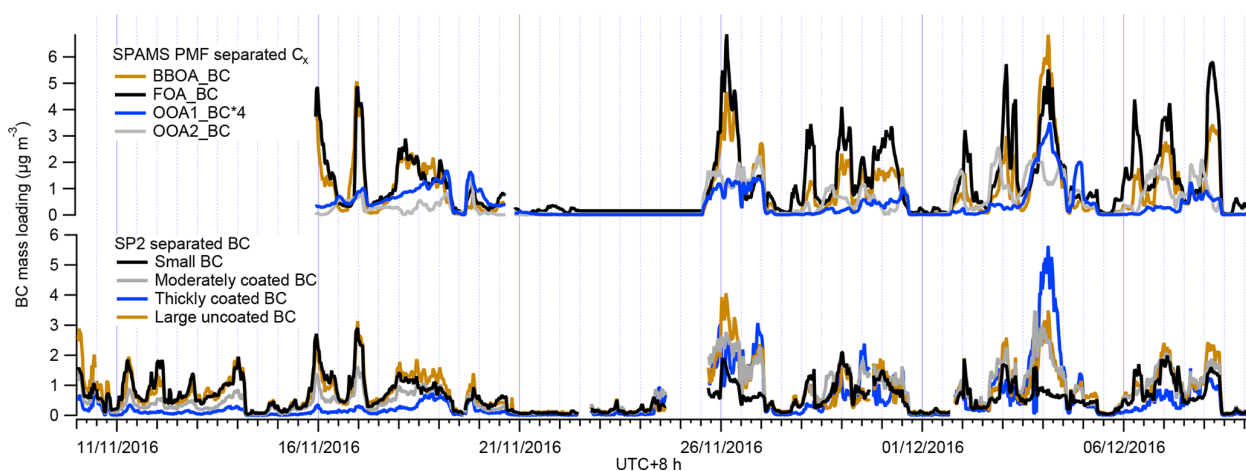 BC mass loading (µg m⁻³)
6
5
4
3
2
1
0
SPAMS PMF separated Cₓ
BBOA_BC
FOA_BC
OOA1_BC*4
OOA2_BC
6
5
4
3
2
1
0
SP2 separated BC
Small BC
Moderately coated BC
Thickly coated BC
Large uncoated BC
11/11/2016 16/11/2016 21/11/2016 26/11/2016 01/12/2016 06/12/2016
UTC+8 h